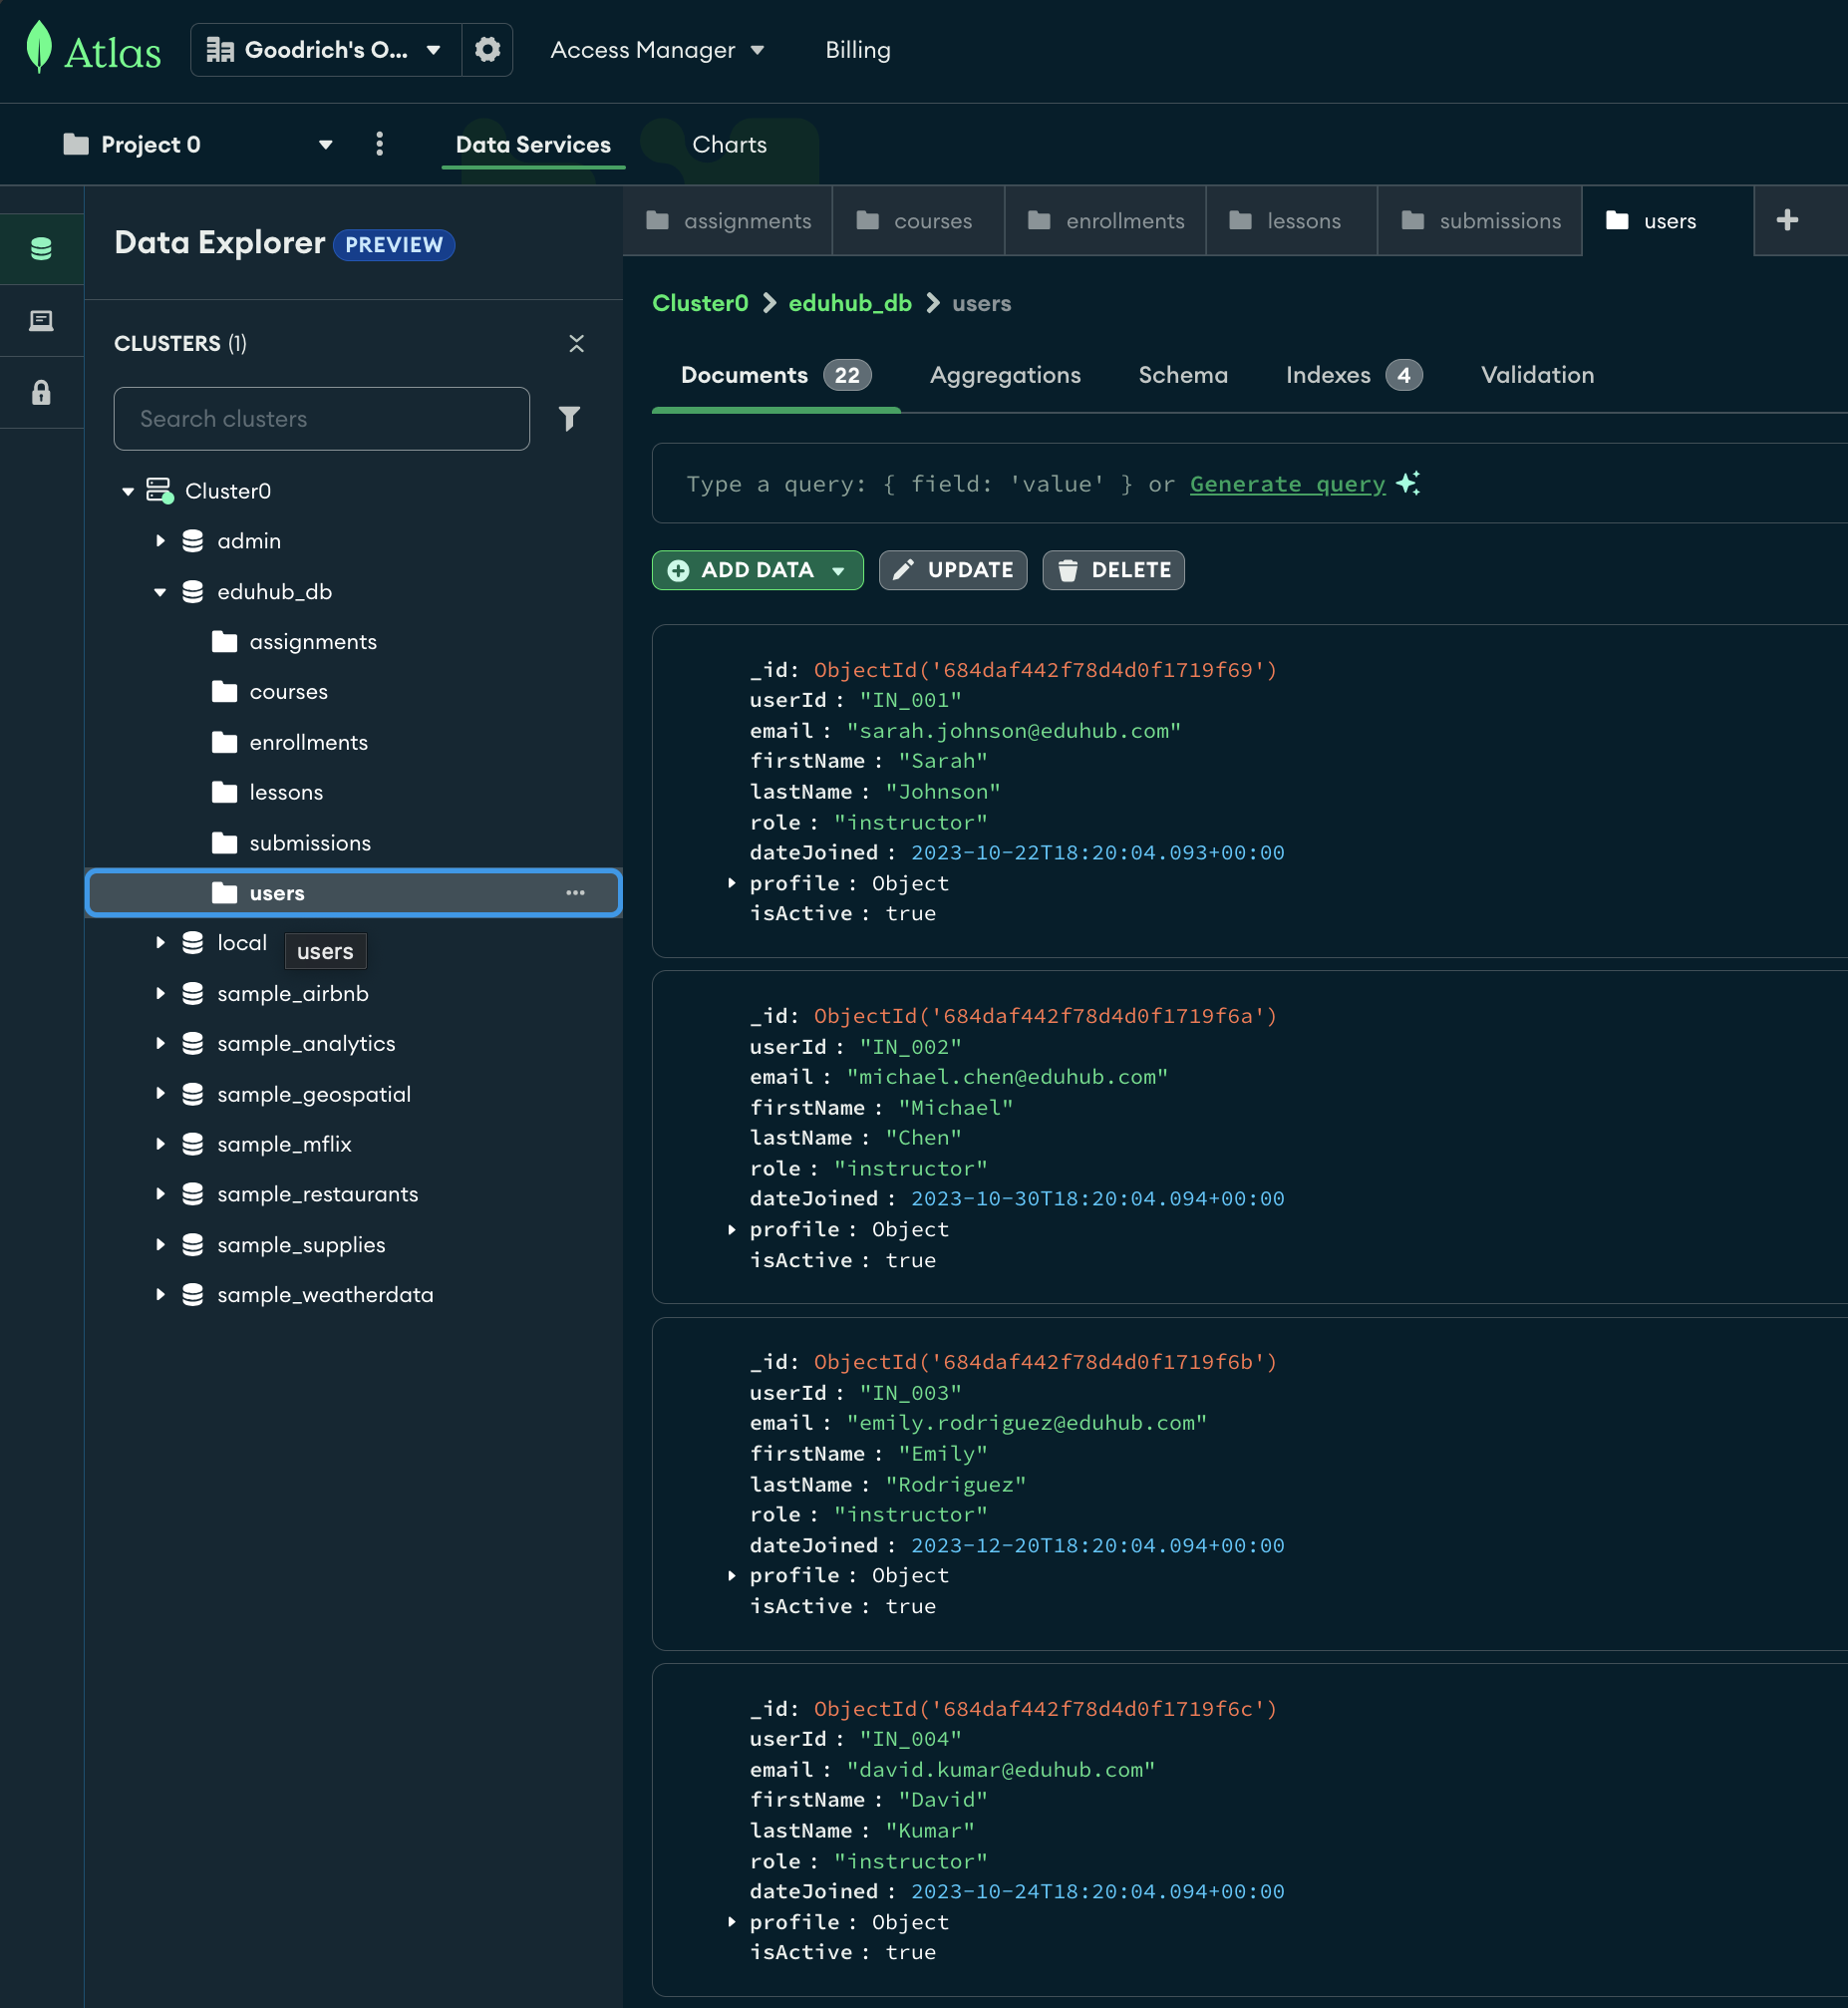 Atlas
Goodrich's O...
Access Manager
Billing
Project 0
Data Services
Charts
Data Explorer PREVIEW
CLUSTERS (1)
Search clusters
Cluster0
admin
eduhub_db
assignments
courses
enrollments
lessons
submissions
users
local
users
sample_airbnb
sample_analytics
sample_geospatial
sample_mflix
sample_restaurants
sample_supplies
sample_weatherdata
assignments
courses
enrollments
lessons
submissions
users
Cluster0 > eduhub_db > users
Documents 22
Aggregations
Schema
Indexes 4
Validation
Type a query: { field: 'value' } or Generate query
ADD DATA
UPDATE
DELETE
_id: ObjectId('684daf442f78d4d0f1719f69')
userId : "IN_001"
email : "sarah.johnson@eduhub.com"
firstName : "Sarah"
lastName : "Johnson"
role : "instructor"
dateJoined : 2023-10-22T18:20:04.093+00:00
profile : Object
isActive : true
_id: ObjectId('684daf442f78d4d0f1719f6a')
userId : "IN_002"
email : "michael.chen@eduhub.com"
firstName : "Michael"
lastName : "Chen"
role : "instructor"
dateJoined : 2023-10-30T18:20:04.094+00:00
profile : Object
isActive : true
_id: ObjectId('684daf442f78d4d0f1719f6b')
userId : "IN_003"
email : "emily.rodriguez@eduhub.com"
firstName : "Emily"
lastName : "Rodriguez"
role : "instructor"
dateJoined : 2023-12-20T18:20:04.094+00:00
profile : Object
isActive : true
_id: ObjectId('684daf442f78d4d0f1719f6c')
userId : "IN_004"
email : "david.kumar@eduhub.com"
firstName : "David"
lastName : "Kumar"
role : "instructor"
dateJoined : 2023-10-24T18:20:04.094+00:00
profile : Object
isActive : true